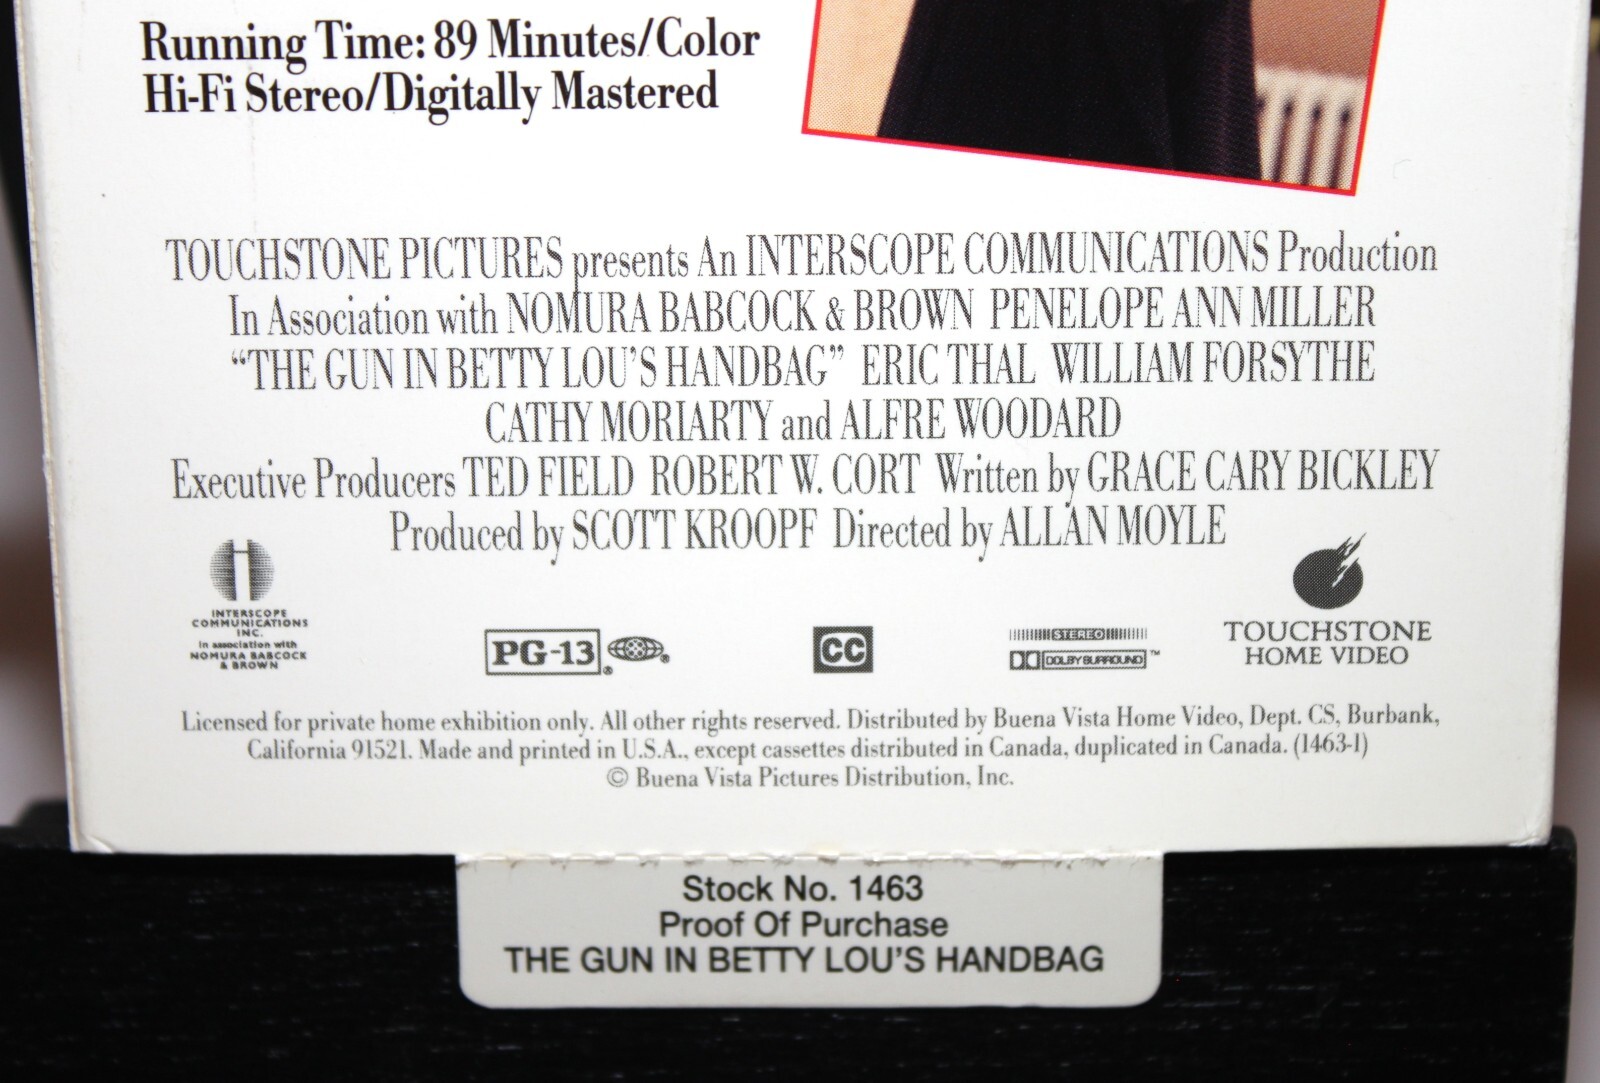 Running Time: 89 Minutes/Color
Hi-Fi Stereo/Digitally Mastered
TOUCHSTONE PICTURES presents An INTERSCOPE COMMUNICATIONS Production
In Association with NOMURA BABCOCK & BROWN PENELOPE ANN MILLER
"THE GUN IN BETTY LOU'S HANDBAG" ERIC THAL WILLIAM FORSYTHE
CATHY MORIARTY and ALFRE WOODARD
Executive Producers TED FIELD ROBERT W. CORT Written by GRACE CARY BICKLEY
Produced by SCOTT KROOPF Directed by ALLAN MOYLE
INTERSCOPE
COMMUNICATIONS
INC.
in association with
NOMURA BABCOCK
& BROWN
PG-13 ®
®
CC
STEREO
DOLBY SURROUND ™
TOUCHSTONE
HOME VIDEO
Licensed for private home exhibition only. All other rights reserved. Distributed by Buena Vista Home Video, Dept. CS, Burbank,
California 91521. Made and printed in U.S.A., except cassettes distributed in Canada, duplicated in Canada. (1463-1)
© Buena Vista Pictures Distribution, Inc.
Stock No. 1463
Proof Of Purchase
THE GUN IN BETTY LOU'S HANDBAG